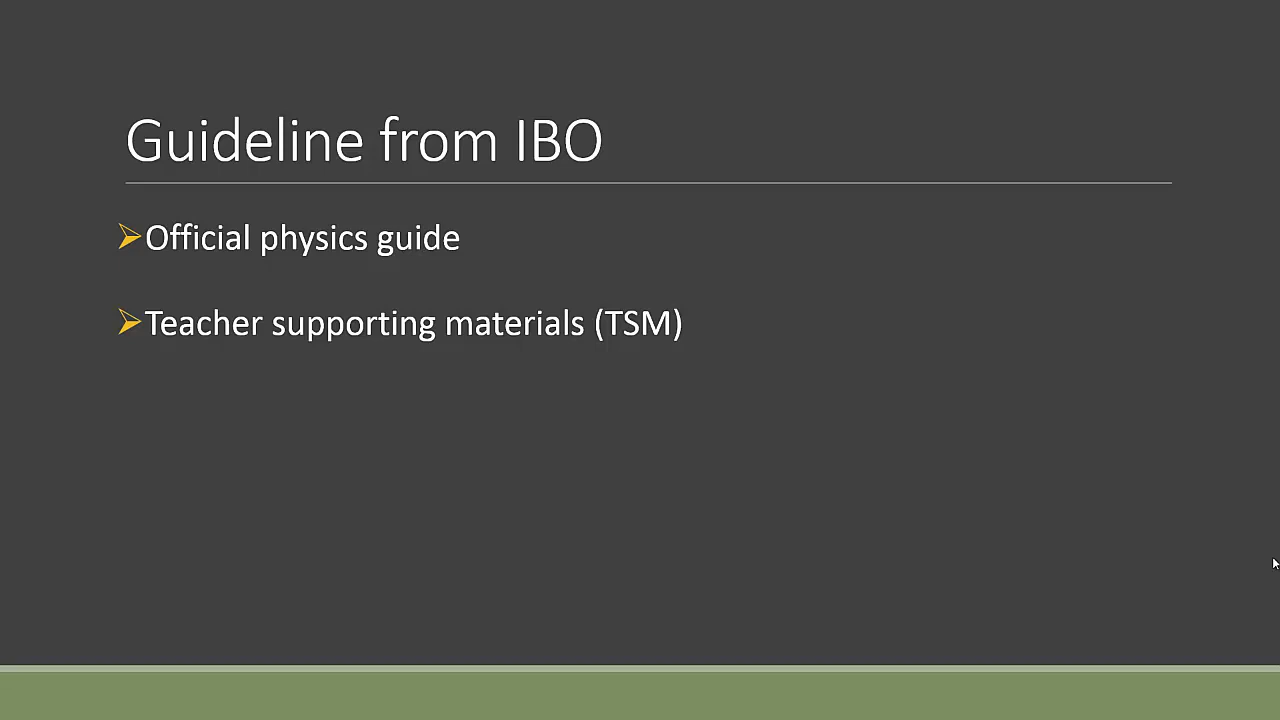 Guideline from IBO
Official physics guide
Teacher supporting materials (TSM)